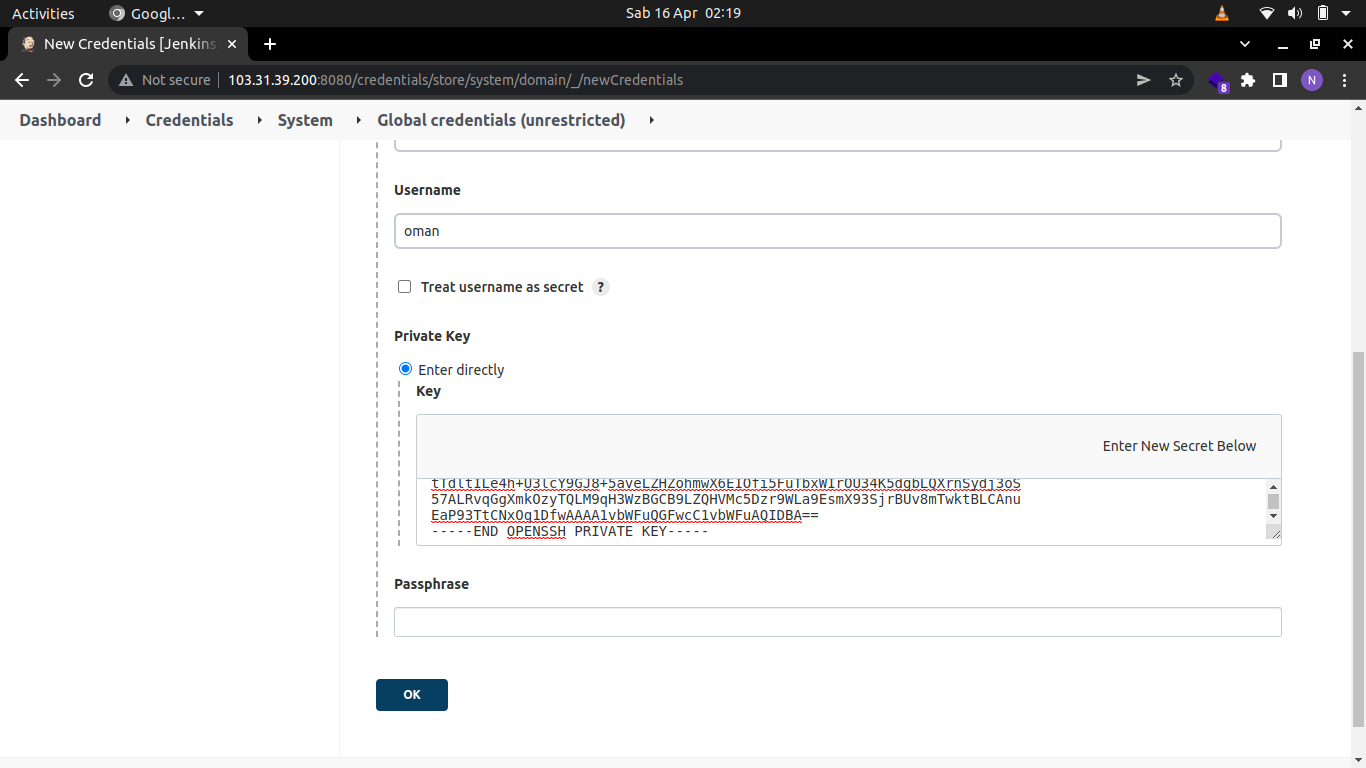 Activities
Googl…
Sab 16 Apr 02:19
New Credentials [Jenkins
Not secure
103.31.39.200:8080/credentials/store/system/domain/_/newCredentials
8
N
Dashboard
Credentials
System
Global credentials (unrestricted)
Username
oman
Treat username as secret
?
Private Key
Enter directly
Key
Enter New Secret Below
57ALRvqGgXmkOzyTQLM9qH3WzBGCB9LZQHVMc5Dzr9WLa9EsmX93SjrBUv8mTwktBLCAnu
EaP93TtCNxOq1DfwAAAA1vbWFuQGFwcC1vbWFuAQIDBA==
-----END OPENSSH PRIVATE KEY-----
Passphrase
OK